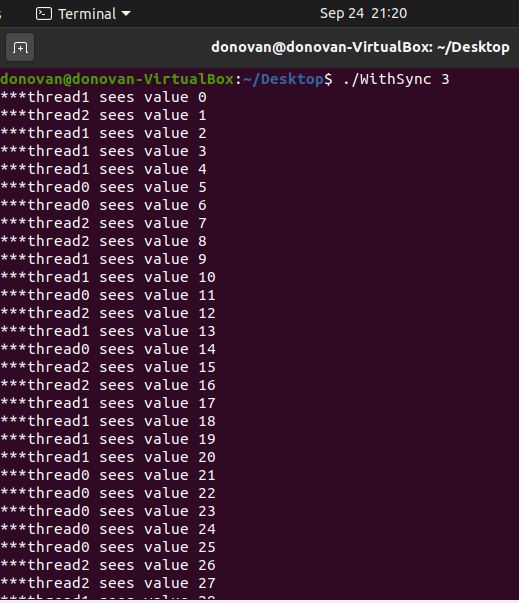 Terminal
Sep 24 21:20
donovan@donovan-VirtualBox: ~/Desktop
donovan@donovan-VirtualBox:~/Desktop$ ./WithSync 3
***thread1 sees value 0
***thread2 sees value 1
***thread1 sees value 2
***thread1 sees value 3
***thread1 sees value 4
***thread0 sees value 5
***thread0 sees value 6
***thread2 sees value 7
***thread2 sees value 8
***thread1 sees value 9
***thread1 sees value 10
***thread0 sees value 11
***thread2 sees value 12
***thread1 sees value 13
***thread0 sees value 14
***thread2 sees value 15
***thread2 sees value 16
***thread1 sees value 17
***thread1 sees value 18
***thread1 sees value 19
***thread1 sees value 20
***thread0 sees value 21
***thread0 sees value 22
***thread0 sees value 23
***thread0 sees value 24
***thread0 sees value 25
***thread2 sees value 26
***thread2 sees value 27
***thread1 sees value 28